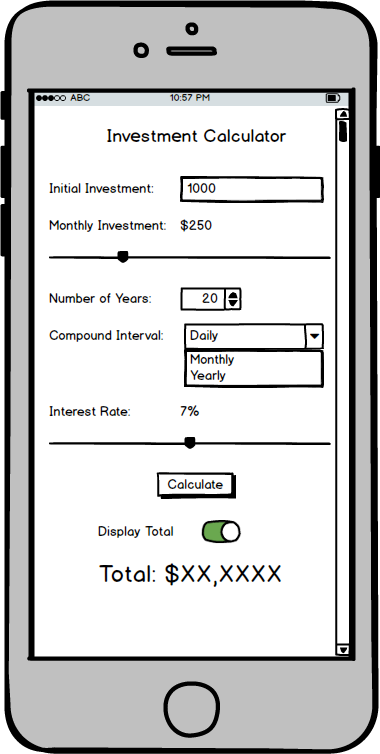 ABC 10:57 PM
Investment Calculator
Initial Investment: 1000
Monthly Investment: $250
Number of Years: 20
Compound Interval: Daily
Monthly
Yearly
Interest Rate: 7%
Calculate
Display Total
Total: $XX,XXXX